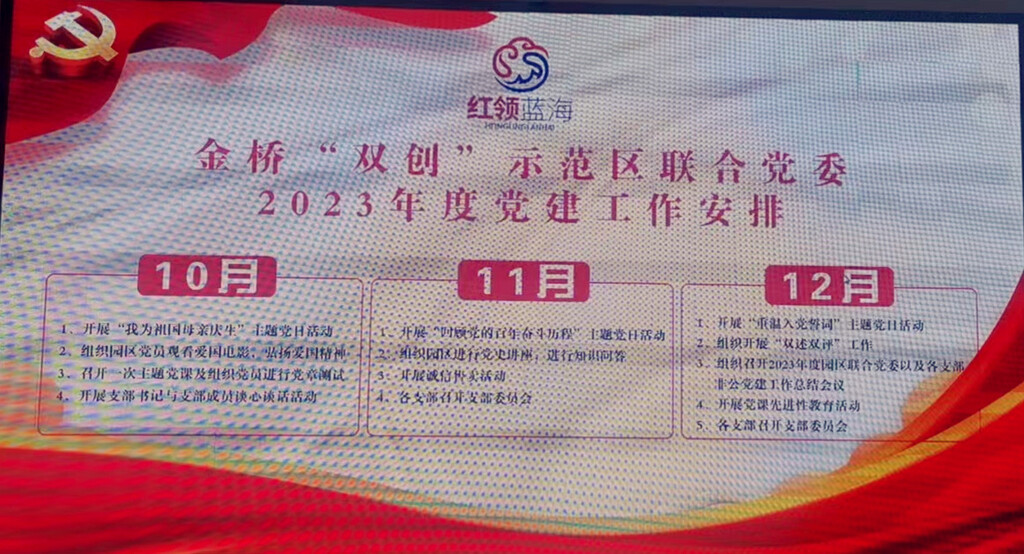 红领蓝海
HONGLINGLANHAI
金桥“双创”示范区联合党委
2023年度党建工作安排
10月
1、开展“我为祖国母亲庆生”主题党日活动
2、组织园区党员观看爱国电影，弘扬爱国精神
3、召开一次主题党课及组织党员进行党章测试
4、开展支部书记与支部成员谈心谈话活动
11月
1、开展“回顾党的百年奋斗历程”主题党日活动
2、组织园区进行党史讲座，进行知识问答
3、开展诚信售卖活动
4、各支部召开支部委员会
12月
1、开展“重温入党誓词”主题党日活动
2、组织开展“双述双评”工作
3、组织召开2023年度园区联合党委以及各支部
非公党建工作总结会议
4、开展党课先进性教育活动
5、各支部召开支部委员会